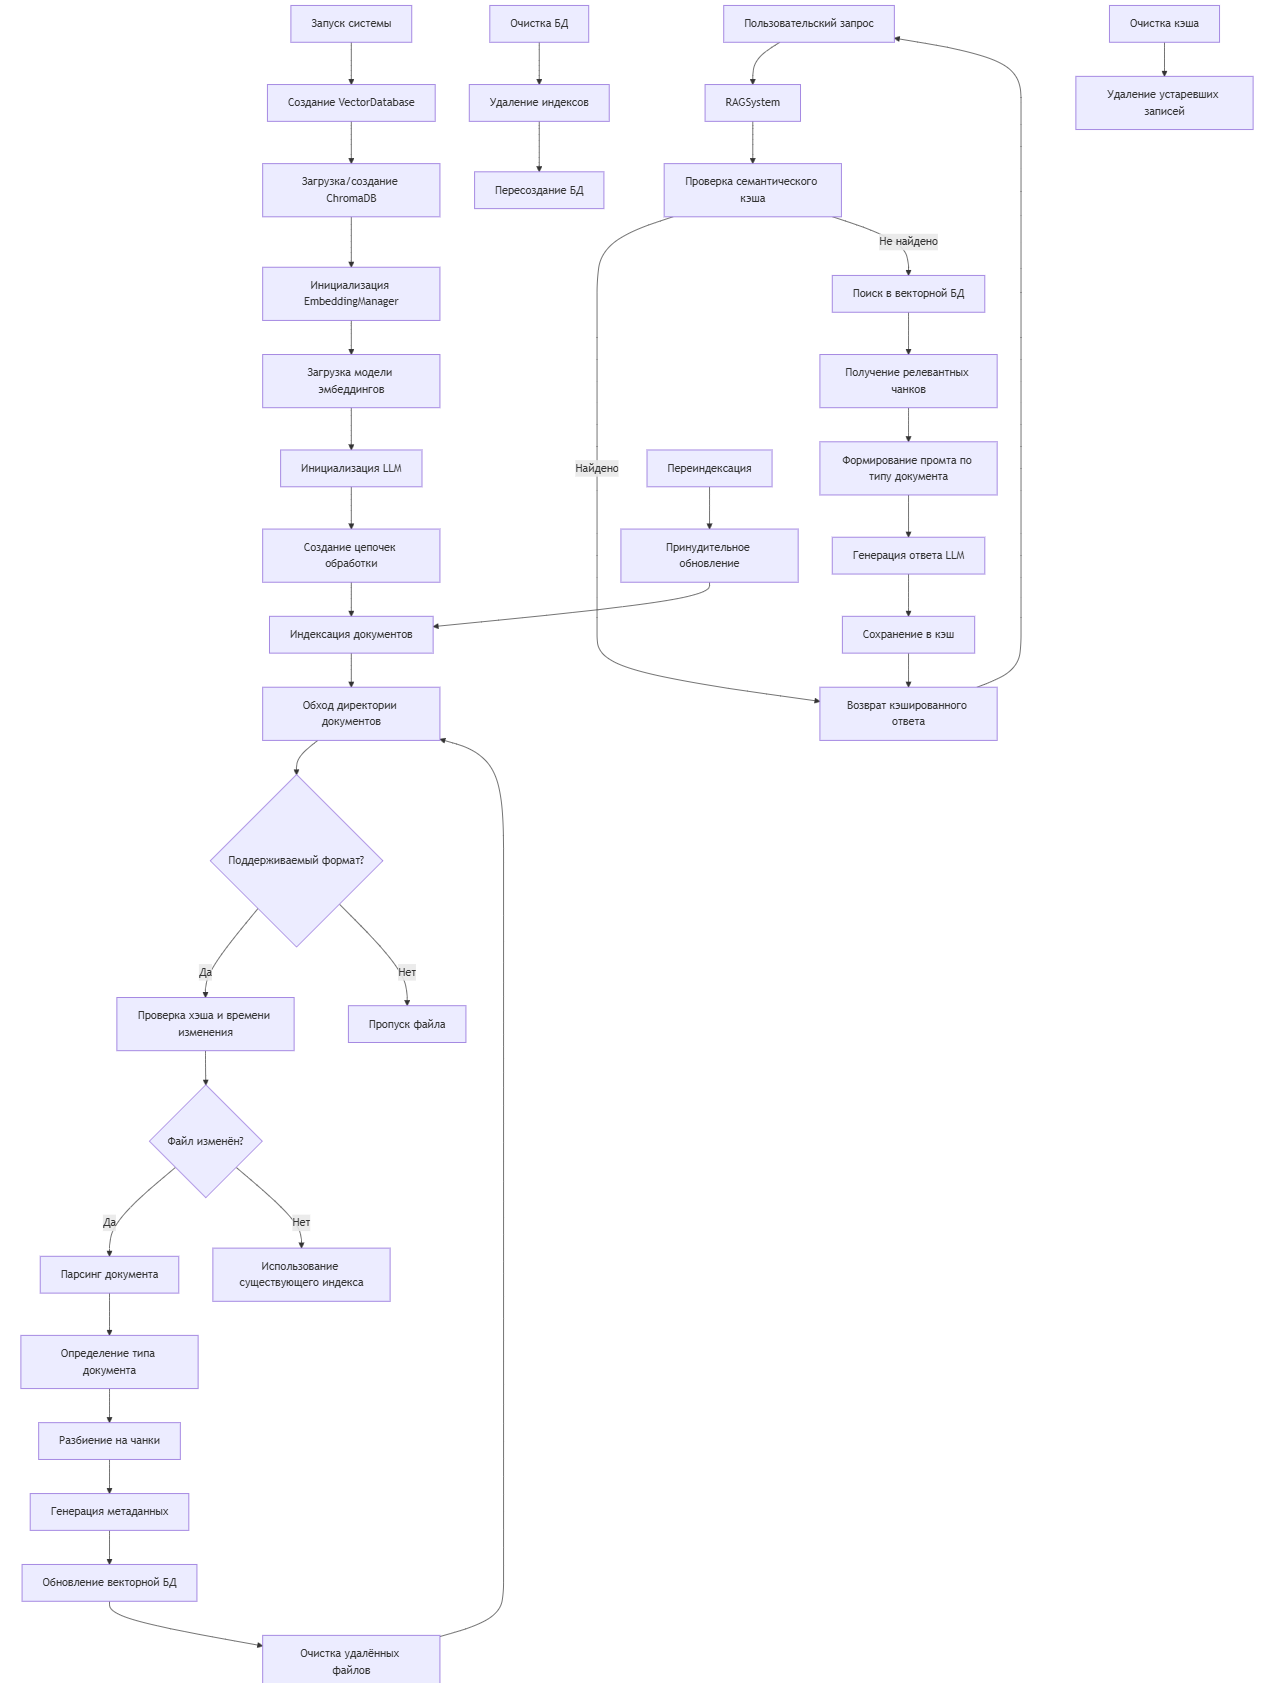 Запуск системы
Создание VectorDatabase
Загрузка/создание
ChromaDB
Инициализация
EmbeddingManager
Загрузка модели
эмбеддингов
Инициализация LLM
Создание цепочек
обработки
Индексация документов
Обход директории
документов
Поддерживаемый формат?
Да
Нет
Проверка хэша и времени
изменения
Пропуск файла
Файл изменён?
Да
Нет
Парсинг документа
Использование
существующего индекса
Определение типа
документа
Разбиение на чанки
Генерация метаданных
Обновление векторной БД
Очистка удалённых
файлов
Очистка БД
Удаление индексов
Пересоздание БД
Переиндексация
Принудительное
обновление
Пользовательский запрос
RAGSystem
Проверка семантического
кэша
Найдено
Не найдено
Поиск в векторной БД
Получение релевантных
чанков
Формирование промта по
типу документа
Генерация ответа LLM
Сохранение в кэш
Возврат кэшированного
ответа
Очистка кэша
Удаление устаревших
записей